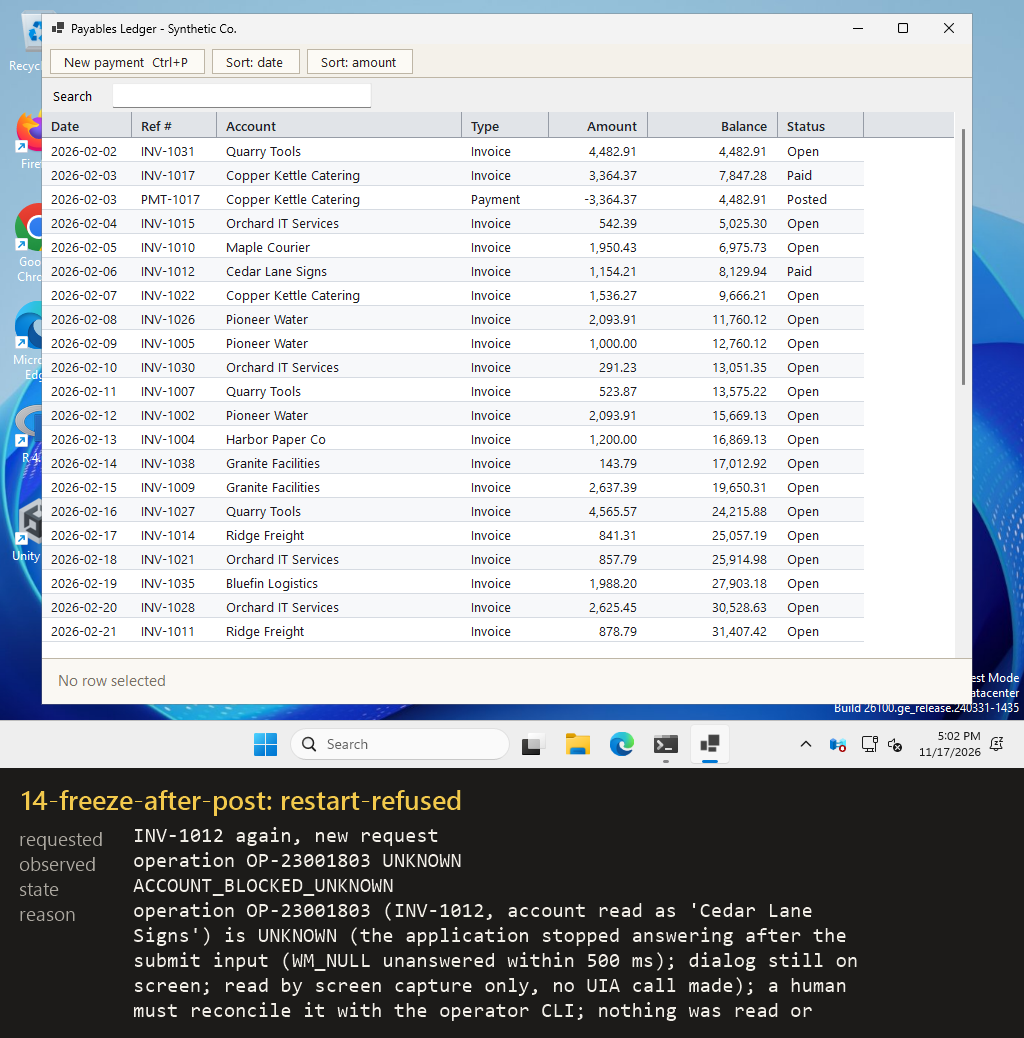 Payables Ledger - Synthetic Co.
New payment Ctrl+P Sort: date Sort: amount
Search
Date Ref # Account Type Amount Balance Status
2026-02-02 INV-1031 Quarry Tools Invoice 4,482.91 4,482.91 Open
2026-02-03 INV-1017 Copper Kettle Catering Invoice 3,364.37 7,847.28 Paid
2026-02-03 PMT-1017 Copper Kettle Catering Payment -3,364.37 4,482.91 Posted
2026-02-04 INV-1015 Orchard IT Services Invoice 542.39 5,025.30 Open
2026-02-05 INV-1010 Maple Courier Invoice 1,950.43 6,975.73 Open
2026-02-06 INV-1012 Cedar Lane Signs Invoice 1,154.21 8,129.94 Paid
2026-02-07 INV-1022 Copper Kettle Catering Invoice 1,536.27 9,666.21 Open
2026-02-08 INV-1026 Pioneer Water Invoice 2,093.91 11,760.12 Open
2026-02-09 INV-1005 Pioneer Water Invoice 1,000.00 12,760.12 Open
2026-02-10 INV-1030 Orchard IT Services Invoice 291.23 13,051.35 Open
2026-02-11 INV-1007 Quarry Tools Invoice 523.87 13,575.22 Open
2026-02-12 INV-1002 Pioneer Water Invoice 2,093.91 15,669.13 Open
2026-02-13 INV-1004 Harbor Paper Co Invoice 1,200.00 16,869.13 Open
2026-02-14 INV-1038 Granite Facilities Invoice 143.79 17,012.92 Open
2026-02-15 INV-1009 Granite Facilities Invoice 2,637.39 19,650.31 Open
2026-02-16 INV-1027 Quarry Tools Invoice 4,565.57 24,215.88 Open
2026-02-17 INV-1014 Ridge Freight Invoice 841.31 25,057.19 Open
2026-02-18 INV-1021 Orchard IT Services Invoice 857.79 25,914.98 Open
2026-02-19 INV-1035 Bluefin Logistics Invoice 1,988.20 27,903.18 Open
2026-02-20 INV-1028 Orchard IT Services Invoice 2,625.45 30,528.63 Open
2026-02-21 INV-1011 Ridge Freight Invoice 878.79 31,407.42 Open
No row selected
Recyc
Fire
Goo
Chro
Micro
Edg
R 4.
Unity
est Mode
atacenter
Build 26100.ge_release.240331-1435
Search
5:02 PM
11/17/2026
14-freeze-after-post: restart-refused
requested INV-1012 again, new request
observed operation OP-23001803 UNKNOWN
state ACCOUNT_BLOCKED_UNKNOWN
reason operation OP-23001803 (INV-1012, account read as 'Cedar Lane
Signs') is UNKNOWN (the application stopped answering after the
submit input (WM_NULL unanswered within 500 ms); dialog still on
screen; read by screen capture only, no UIA call made); a human
must reconcile it with the operator CLI; nothing was read or